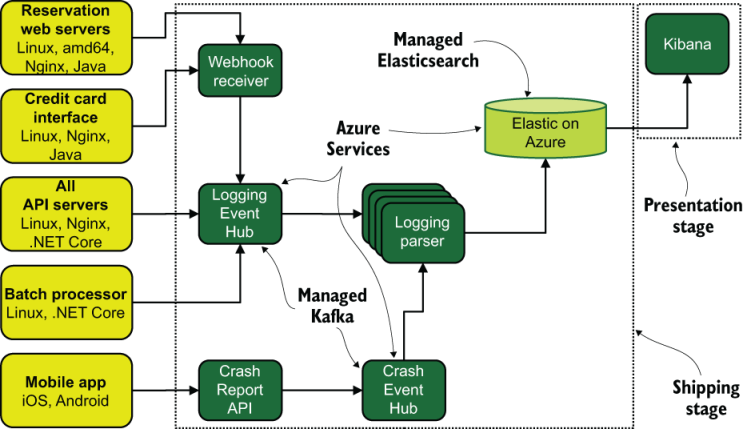 Reservation
web servers
Linux, amd64,
Nginx, Java
Credit card
interface
Linux, Nginx,
Java
All
API servers
Linux, Nginx,
.NET Core
Batch processor
Linux, .NET Core
Mobile app
iOS, Android
Webhook
receiver
Logging
Event
Hub
Crash
Report
API
Azure
Services
Managed
Kafka
Logging
parser
Crash
Event
Hub
Managed
Elasticsearch
Elastic on
Azure
Kibana
Presentation
stage
Shipping
stage